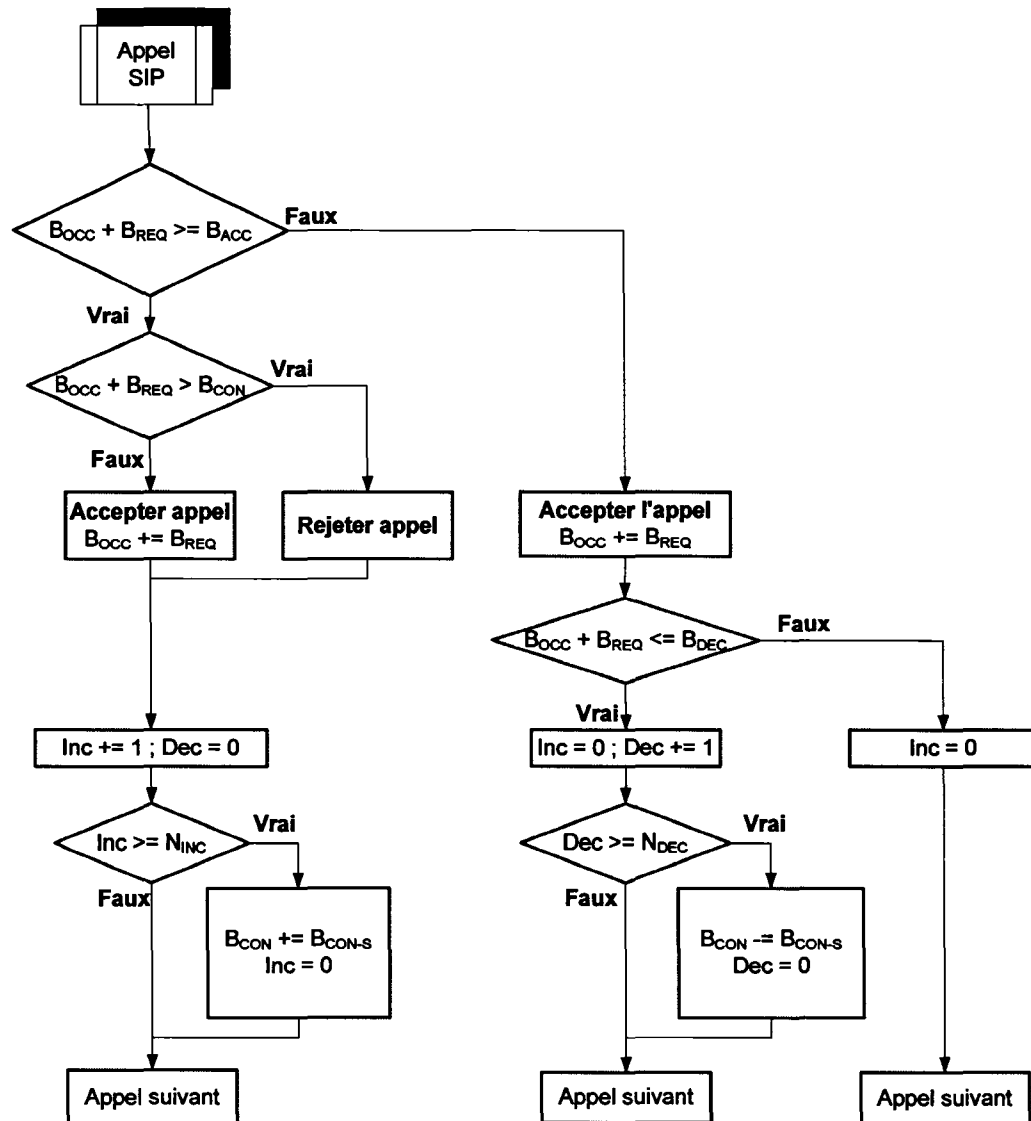 Appel
SIP
B_OCC + B_REQ >= B_ACC
Faux
Vrai
B_OCC + B_REQ > B_CON
Vrai
Faux
Accepter appel
B_OCC += B_REQ
Rejeter appel
Accepter l'appel
B_OCC += B_REQ
B_OCC + B_REQ <= B_DEC
Faux
Vrai
Inc += 1 ; Dec = 0
Inc = 0 ; Dec += 1
Inc = 0
Inc >= N_INC
Vrai
Faux
B_CON += B_CON-S
Inc = 0
Dec >= N_DEC
Vrai
Faux
B_CON -= B_CON-S
Dec = 0
Appel suivant
Appel suivant
Appel suivant